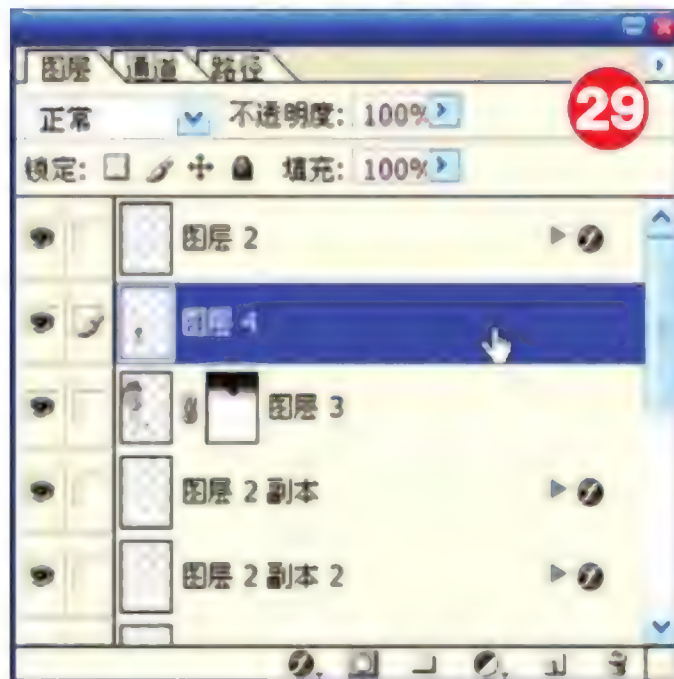 图层 通道 路径
正常 不透明度: 100%
29
锁定: 填充: 100%
图层 2
图层 4
图层 3
图层 2 副本
图层 2 副本 2